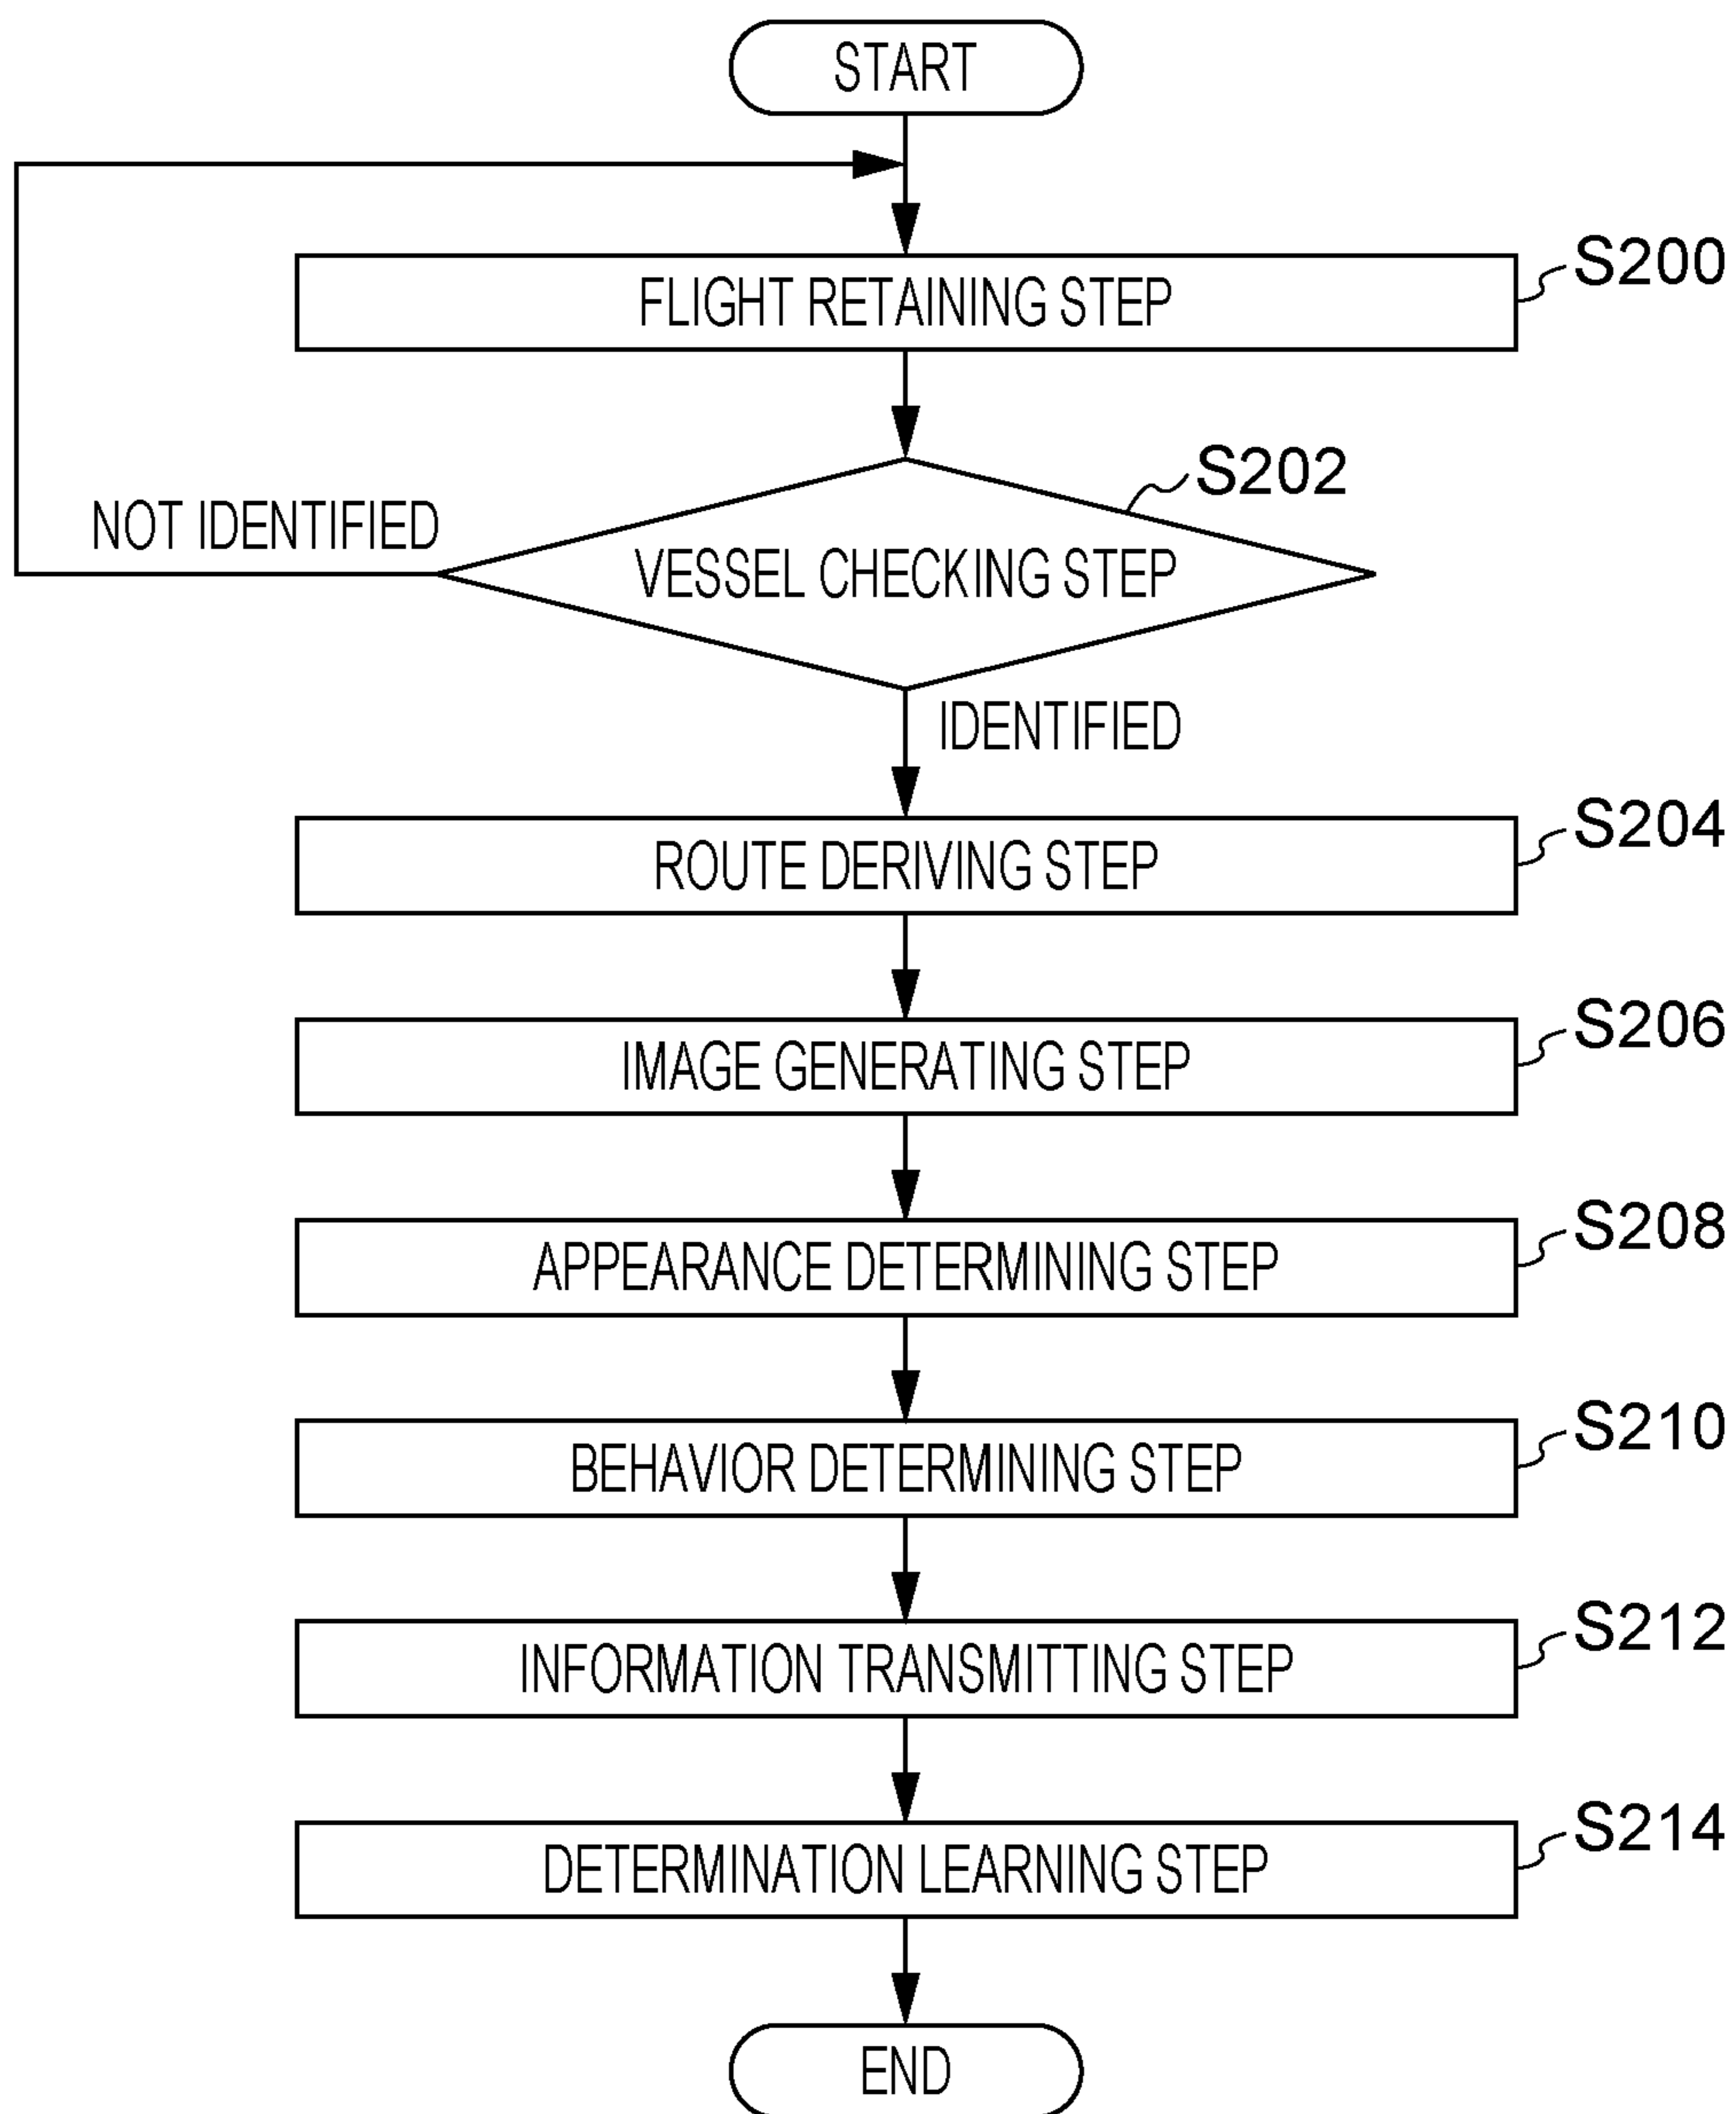 START
FLIGHT RETAINING STEP
S200
S202
NOT IDENTIFIED
VESSEL CHECKING STEP
IDENTIFIED
ROUTE DERIVING STEP
S204
IMAGE GENERATING STEP
S206
APPEARANCE DETERMINING STEP
S208
BEHAVIOR DETERMINING STEP
S210
INFORMATION TRANSMITTING STEP
S212
DETERMINATION LEARNING STEP
S214
END